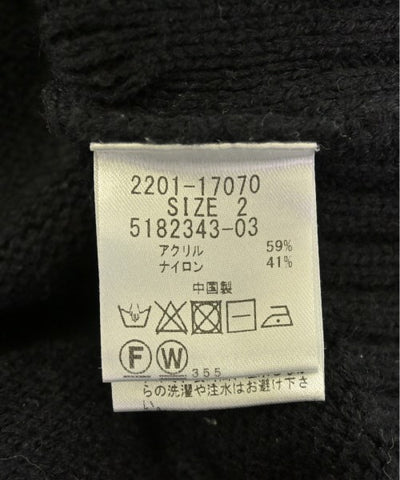 2201-17070
SIZE 2
5182343-03
アクリル 59%
ナイロン 41%
中国製
F W 355
らの洗濯や注水はお避け下さ
い。